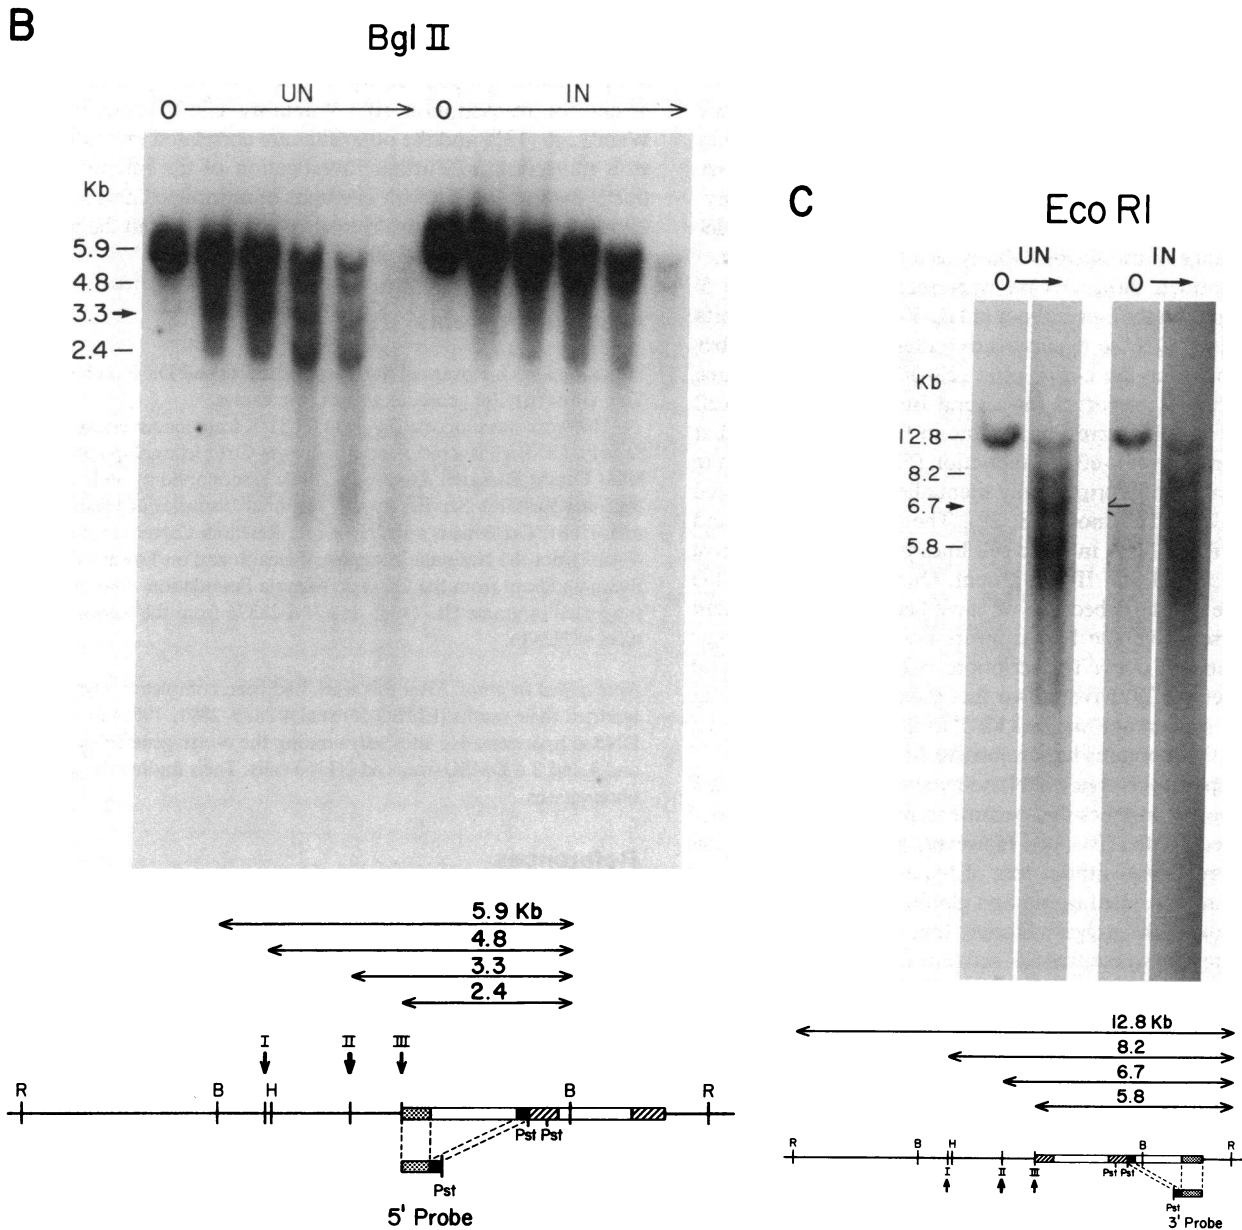 B
Bgl II
O UN O IN
Kb
5.9
4.8
3.3
2.4
5.9 Kb
4.8
3.3
2.4
I II III
R B H B R
Pst Pst
Pst
5' Probe
C
Eco RI
UN IN
O O
Kb
12.8
8.2
6.7
5.8
12.8 Kb
8.2
6.7
5.8
R B H B R
I II III Pst Pst
Pst
3' Probe